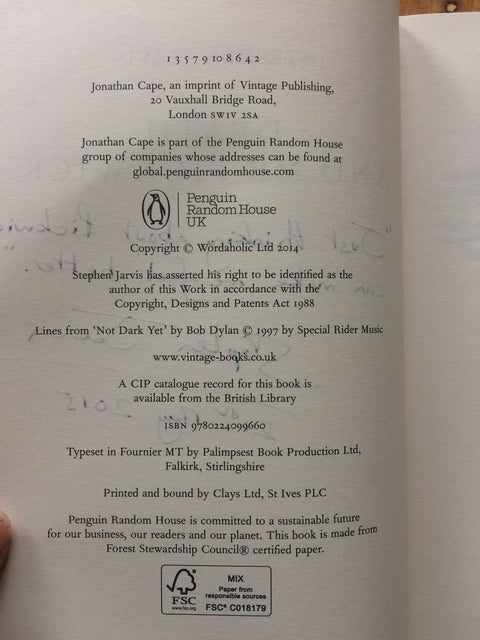 1 3 5 7 9 10 8 6 4 2
Jonathan Cape, an imprint of Vintage Publishing,
20 Vauxhall Bridge Road,
London SW1V 2SA
Jonathan Cape is part of the Penguin Random House
group of companies whose addresses can be found at
global.penguinrandomhouse.com
Penguin
Random House
UK
Copyright © Wordaholic Ltd 2014
Stephen Jarvis has asserted his right to be identified as the
author of this Work in accordance with the
Copyright, Designs and Patents Act 1988
Lines from 'Not Dark Yet' by Bob Dylan © 1997 by Special Rider Music
www.vintage-books.co.uk
A CIP catalogue record for this book is
available from the British Library
ISBN 9780224099660
Typeset in Fournier MT by Palimpsest Book Production Ltd,
Falkirk, Stirlingshire
Printed and bound by Clays Ltd, St Ives PLC
Penguin Random House is committed to a sustainable future
for our business, our readers and our planet. This book is made from
Forest Stewardship Council® certified paper.
FSC
www.fsc.org
MIX
Paper from
responsible sources
FSC® C018179